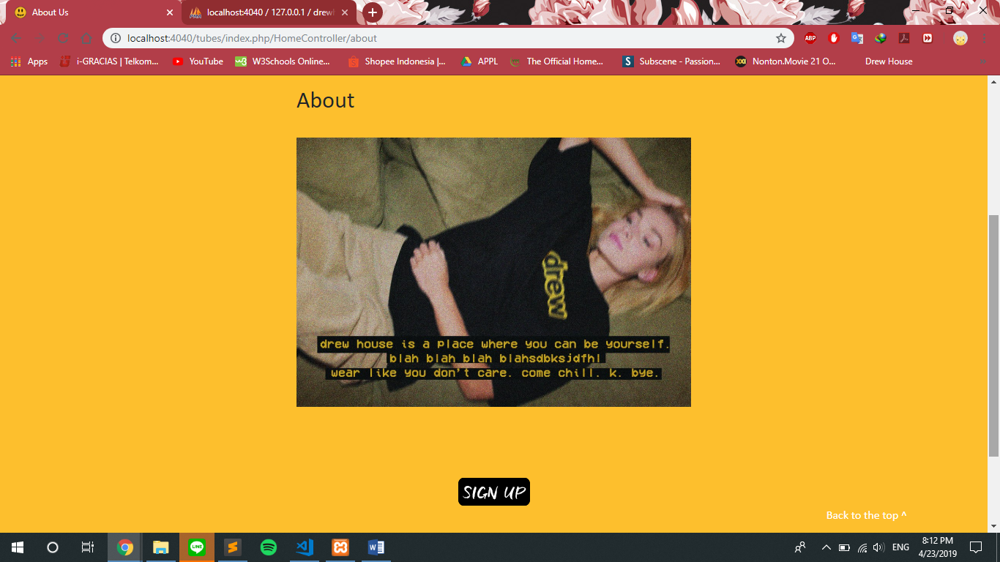 About Us
localhost:4040 / 127.0.0.1 / drew
localhost:4040/tubes/index.php/HomeController/about
ABP
Apps
i-GRACIAS | Telkom...
YouTube
W3Schools Online...
Shopee Indonesia |...
APPL
The Official Home...
Subscene - Passion...
Nonton.Movie 21 O...
Drew House
About
drew
drew house is a place where you can be yourself.
blah blah blah blahsdbksjdfhl
wear like you don't care. come chill. k. bye.
SIGN UP
Back to the top ^
LINE
ENG
8:12 PM
4/23/2019